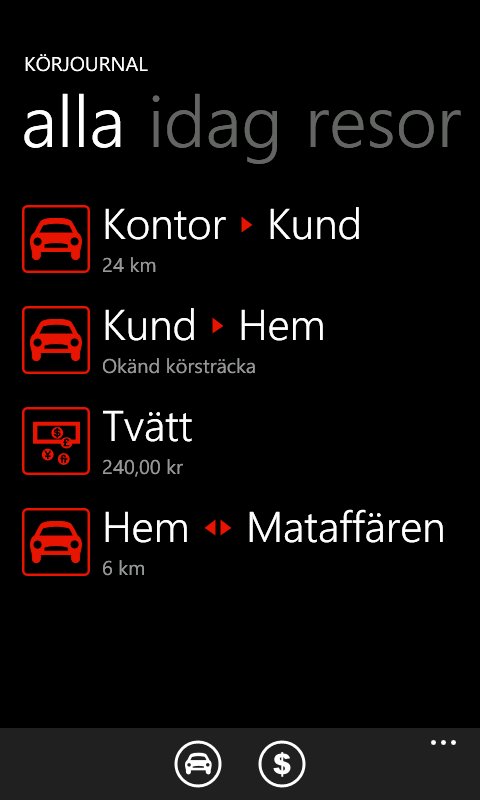 KÖRJOURNAL
alla idag resor
Kontor Kund
24 km
Kund Hem
Okänd körsträcka
Tvätt
240,00 kr
Hem Mataffären
6 km